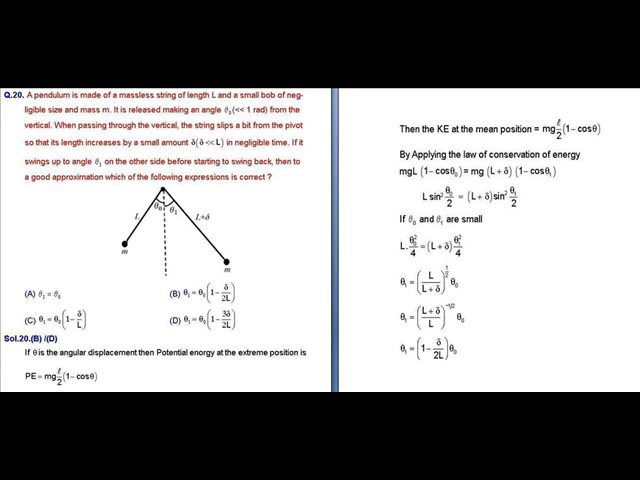 Q.20. A pendulum is made of a massless string of length L and a small bob of neg-
ligible size and mass m. It is released making an angle θ₀(<< 1 rad) from the
vertical. When passing through the vertical, the string slips a bit from the pivot
so that its length increases by a small amount δ(δ << L) in negligible time. If it
swings up to angle θ₁ on the other side before starting to swing back, then to
a good approximation which of the following expressions is correct ?
θ₀ θ₁
L L+δ
m
m
(A) θ₁ = θ₀ (B) θ₁ = θ₀(1 − δ/2L)
(C) θ₁ = θ₀(1 − δ/L) (D) θ₁ = θ₀(1 − 3δ/2L)
Sol.20.(B) /(D)
If θ is the angular displacement then Potential enorgy at the extreme position is
PE = mg ℓ/2 (1 − cosθ)
Then the KE at the mean position = mg ℓ/2 (1 − cosθ)
By Applying the law of conservation of energy
mgL (1 − cosθ₀) = mg (L + δ) (1 − cosθ₁)
L sin² θ₀/2 = (L + δ) sin² θ₁/2
If θ₀ and θ₁ are small
L. θ₀²/4 = (L + δ) θ₁²/4
θ₁ = (L/(L + δ))^(1/2) θ₀
θ₁ = ((L + δ)/L)^(−1/2) θ₀
θ₁ = (1 − δ/2L) θ₀